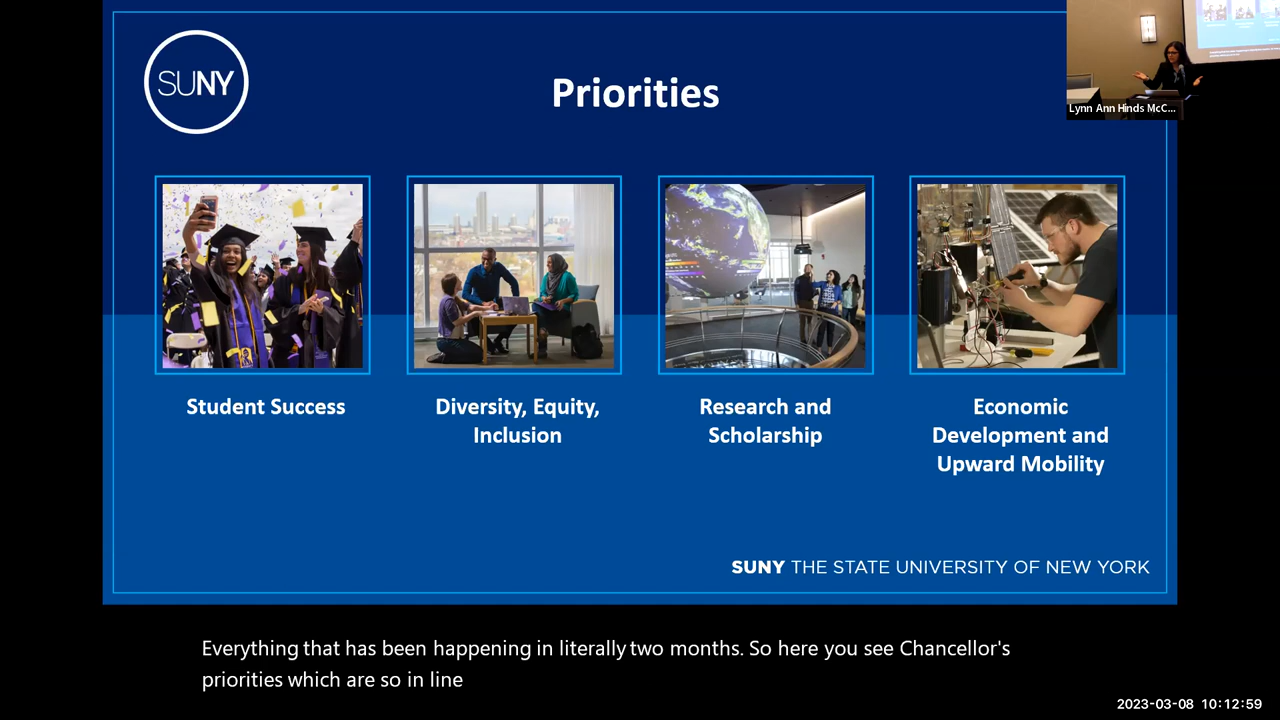 SUNY
Priorities
Lynn Ann Hinds McC...
Student Success
Diversity, Equity,
Inclusion
Research and
Scholarship
Economic
Development and
Upward Mobility
SUNY THE STATE UNIVERSITY OF NEW YORK
Everything that has been happening in literally two months. So here you see Chancellor's
priorities which are so in line
2023-03-08 10:12:59